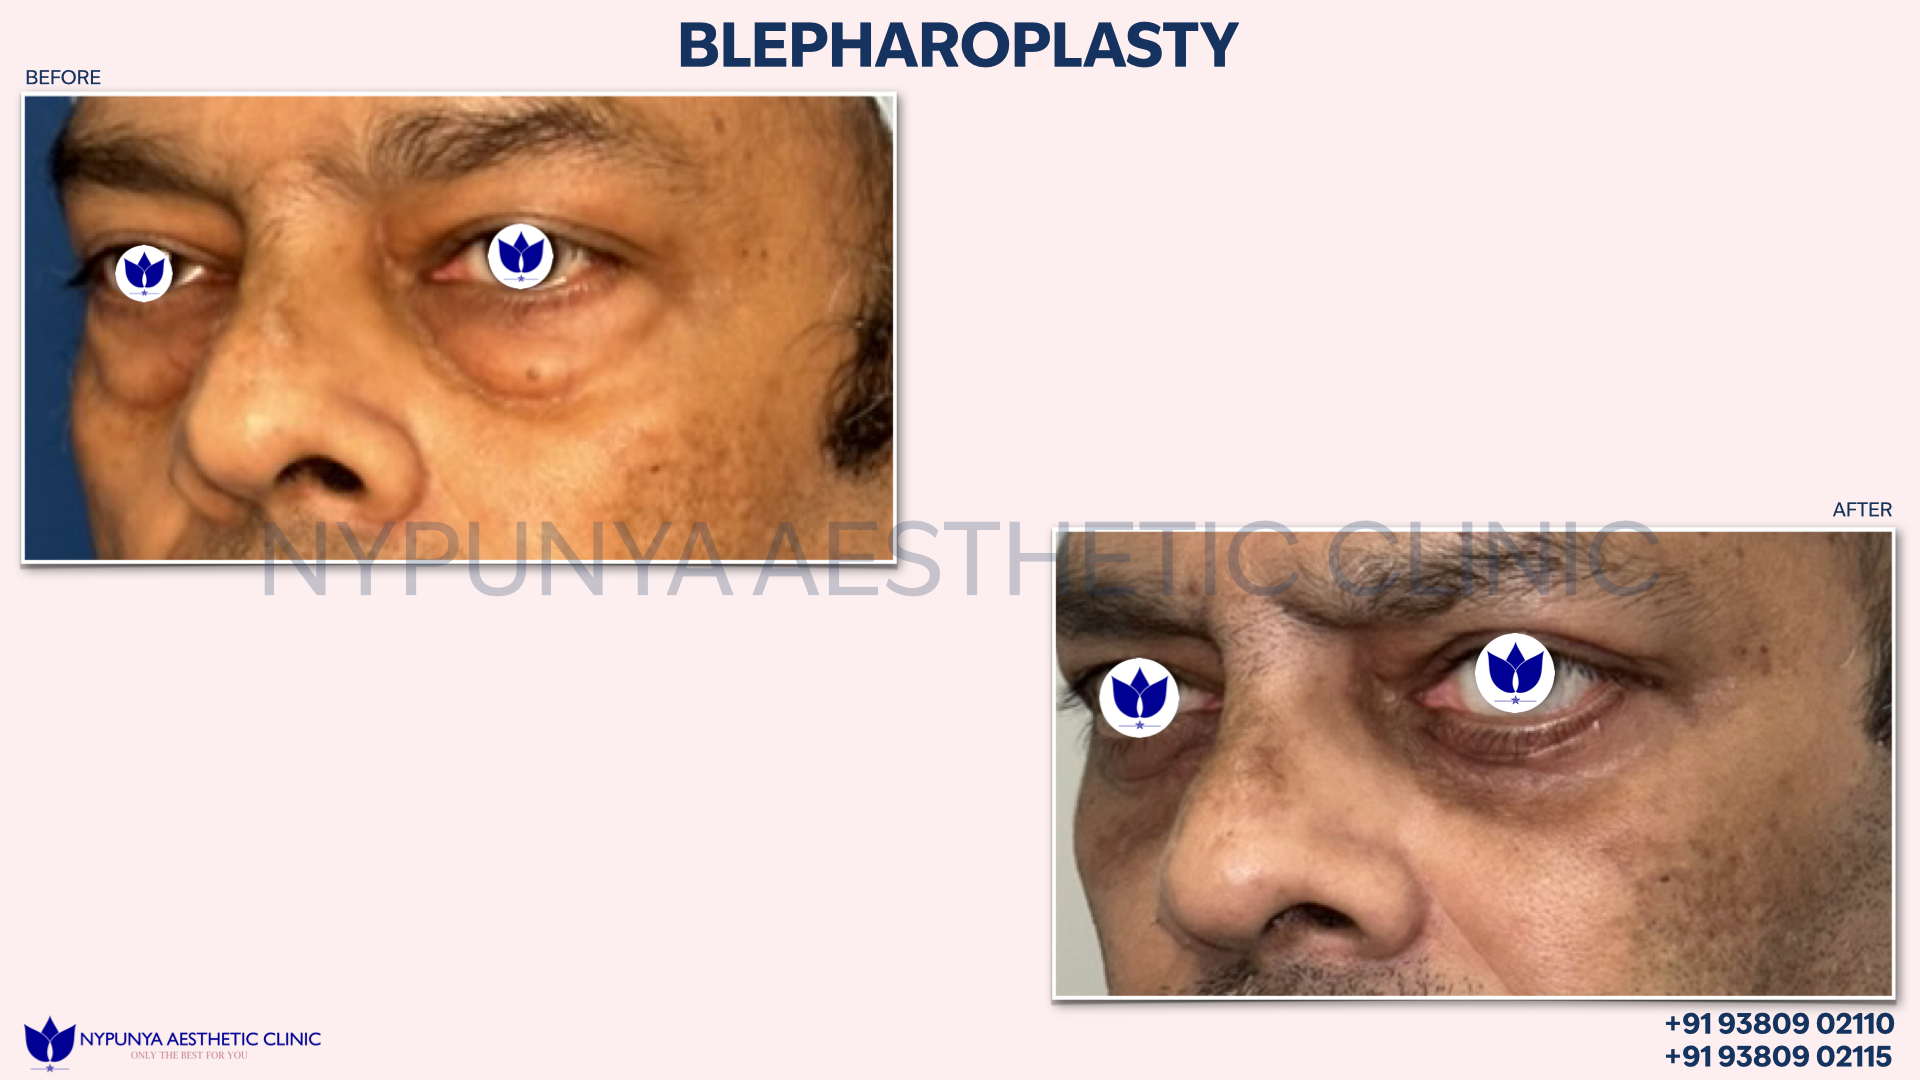 BLEPHAROPLASTY
BEFORE
AFTER
NYPUNYA AESTHETIC CLINIC
NYPUNYA AESTHETIC CLINIC
ONLY THE BEST FOR YOU
+91 93809 02110
+91 93809 02115